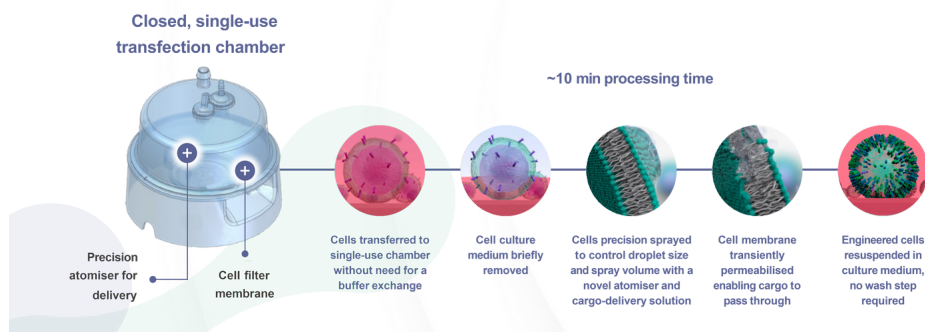 Closed, single-use
transfection chamber
~10 min processing time
Precision
atomiser for
delivery
Cell filter
membrane
Cells transferred to
single-use chamber
without need for a
buffer exchange
Cell culture
medium briefly
removed
Cells precision sprayed
to control droplet size
and spray volume with a
novel atomiser and
cargo-delivery solution
Cell membrane
transiently
permeabilised
enabling cargo to
pass through
Engineered cells
resuspended in
culture medium,
no wash step
required